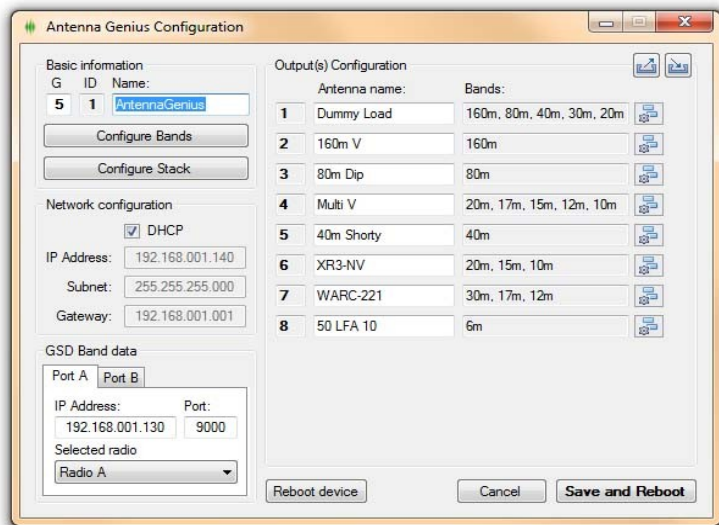 Antenna Genius Configuration
Basic information
G ID Name:
5 1 AntennaGenius
Configure Bands
Configure Stack
Network configuration
DHCP
IP Address: 192.168.001.140
Subnet: 255.255.255.000
Gateway: 192.168.001.001
GSD Band data
Port A Port B
IP Address: Port:
192.168.001.130 9000
Selected radio
Radio A
Output(s) Configuration
Antenna name: Bands:
1 Dummy Load 160m, 80m, 40m, 30m, 20m
2 160m V 160m
3 80m Dip 80m
4 Multi V 20m, 17m, 15m, 12m, 10m
5 40m Shorty 40m
6 XR3-NV 20m, 15m, 10m
7 WARC-221 30m, 17m, 12m
8 50 LFA 10 6m
Reboot device Cancel Save and Reboot